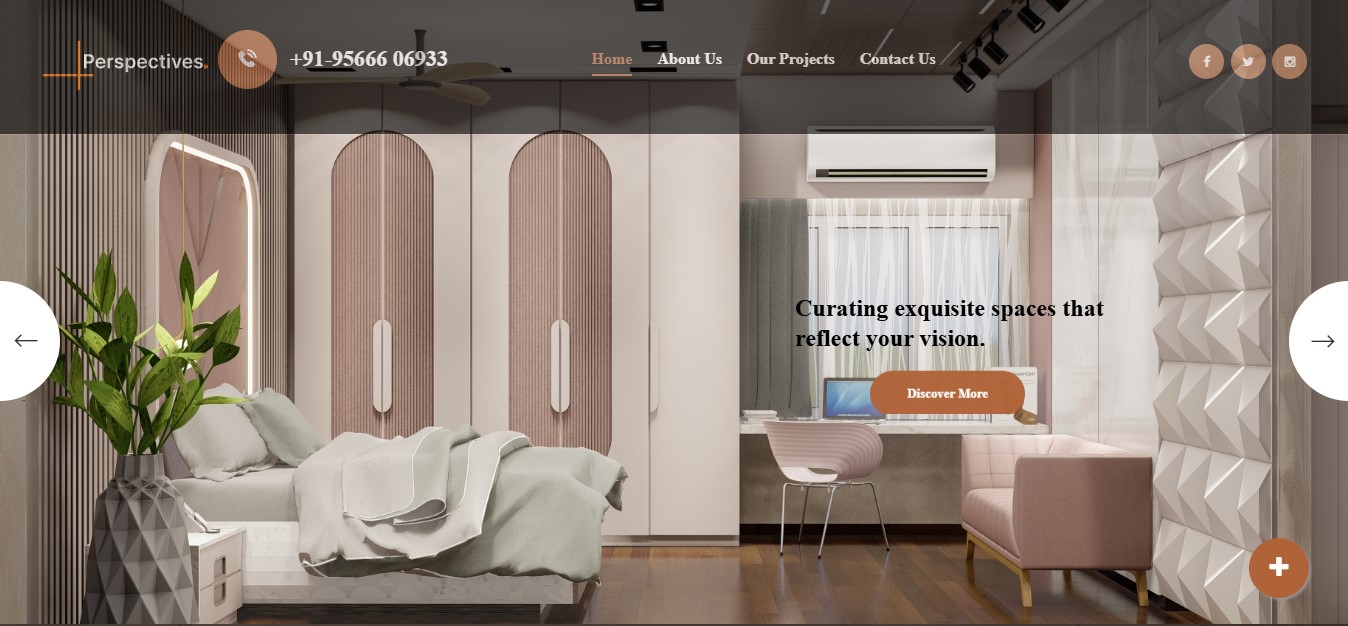 Perspectives.
+91-95666 06933
Home
About Us
Our Projects
Contact Us
Curating exquisite spaces that
reflect your vision.
Discover More